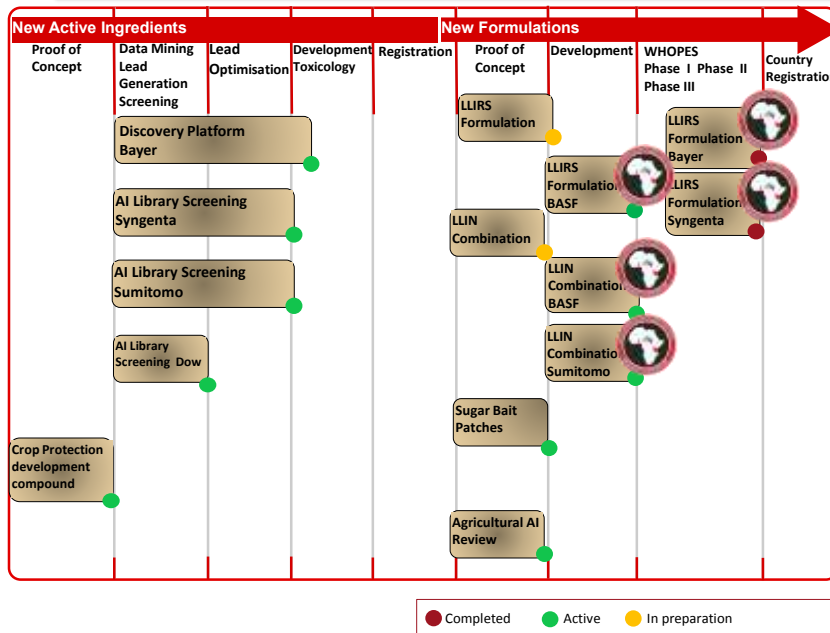 New Active Ingredients
New Formulations
Proof of
Concept
Data Mining
Lead
Generation
Screening
Lead
Optimisation
Development
Toxicology
Registration
Proof of
Concept
Development
WHOPES
Phase I Phase II
Phase III
Country
Registration
Discovery Platform
Bayer
AI Library Screening
Syngenta
AI Library Screening
Sumitomo
AI Library
Screening Dow
Crop Protection
development
compound
LLIRS
Formulation
LLIRS
Formulation
BASF
LLIRS
Formulation
Bayer
LLIRS
Formulation
Syngenta
LLIN
Combination
LLIN
Combination
BASF
LLIN
Combination
Sumitomo
Sugar Bait
Patches
Agricultural AI
Review
Completed
Active
In preparation